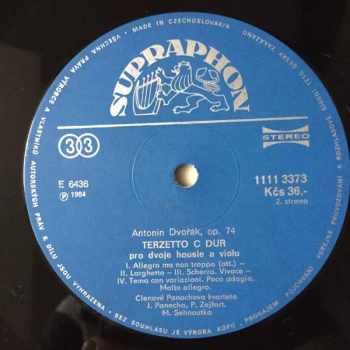 MADE IN CZECHOSLOVAKIA
VŠECHNA PRÁVA VÝROBCE A VLASTNÍKŮ AUTORSKÝCH PRÁV K DÍLU JSOU VYHRAZENA
BEZ SOUHLASU JE VÝROBA KOPIÍ
SUPRAPHON
33
STEREO
E 6436
℗ 1984
1111 3373
Kčs 36,-
2. strana
Antonín Dvořák, op. 74
TERZETTO C DUR
pro dvoje housle a violu
I. Allegro ma non troppo (att.) –
II. Larghetto – III. Scherzo. Vivace –
IV. Tema con variazioni. Poco adagio.
Molto allegro.
Členové Panochova kvarteta
J. Panocha, P. Zejfart,
M. Sehnoutka